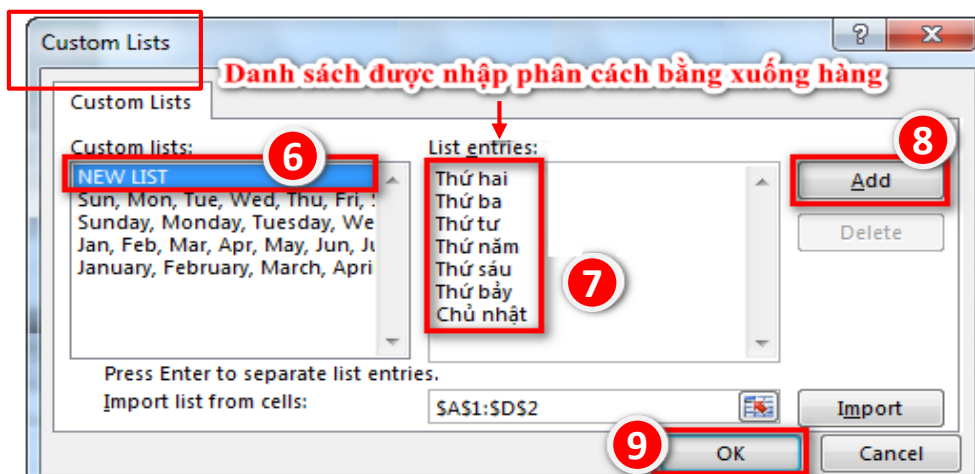 Custom Lists
Danh sách được nhập phân cách bằng xuống hàng
Custom Lists
Custom lists:
6
NEW LIST
Sun, Mon, Tue, Wed, Thu, Fri,
Sunday, Monday, Tuesday, We
Jan, Feb, Mar, Apr, May, Jun,
January, February, March, Apri
List entries:
Thứ hai
Thứ ba
Thứ tư
Thứ năm
Thứ sáu
Thứ bảy
Chủ nhật
7
8
Add
Delete
Press Enter to separate list entries.
Import list from cells:
$A$1:$D$2
Import
9
OK
Cancel